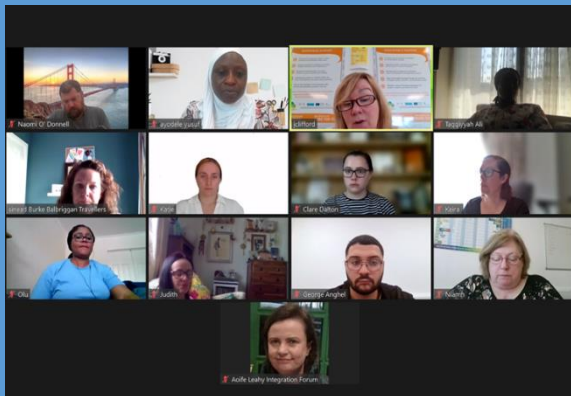 Naomi O' Donnell
ayodele yusuf
jclifford
Taqqiyyah Ali
sinead Burke Balbriggan Travellers
Katie
Clare Dalton
Keira
Olu
Judith
George Anghel
Niamh
Aoife Leahy Integration Forum